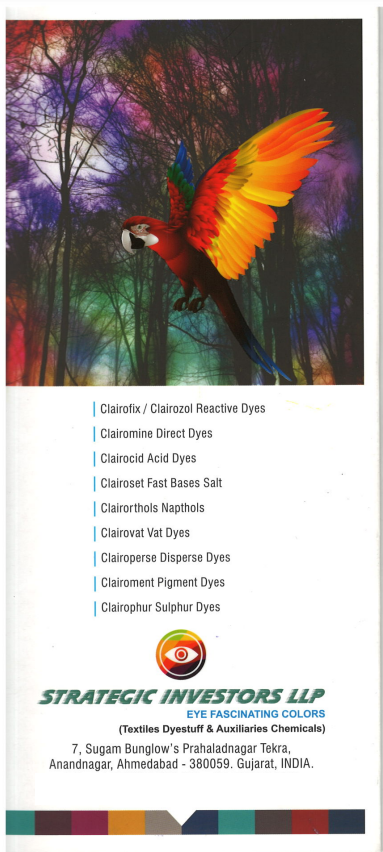 Clairofix / Clairozol Reactive Dyes
Clairomine Direct Dyes
Clairocid Acid Dyes
Clairoset Fast Bases Salt
Clairorthols Napthols
Clairovat Vat Dyes
Clairoperse Disperse Dyes
Clairoment Pigment Dyes
Clairophur Sulphur Dyes
STRATEGIC INVESTORS LLP
EYE FASCINATING COLORS
(Textiles Dyestuff & Auxiliaries Chemicals)
7, Sugam Bunglow's Prahaladnagar Tekra,
Anandnagar, Ahmedabad - 380059. Gujarat, INDIA.